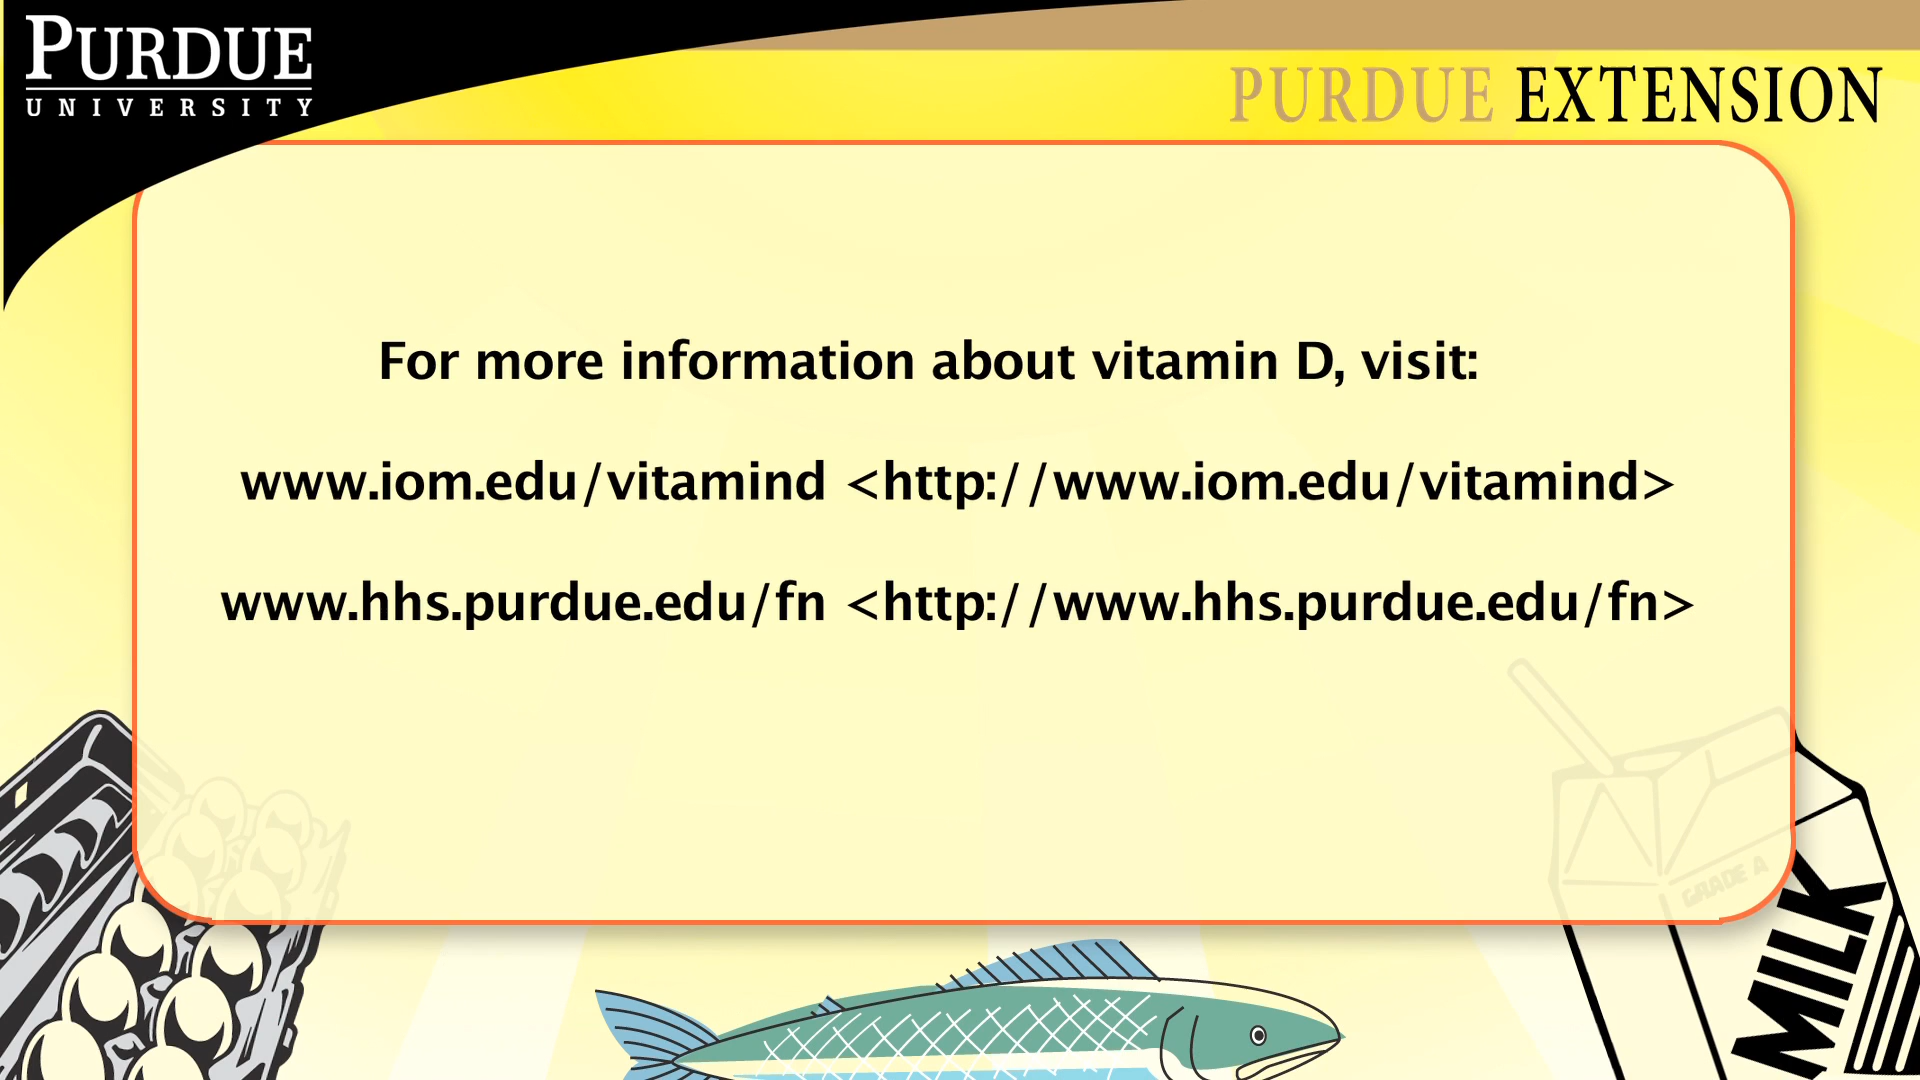 PURDUE
UNIVERSITY
PURDUE EXTENSION
For more information about vitamin D, visit:
www.iom.edu/vitamind <http://www.iom.edu/vitamind>
www.hhs.purdue.edu/fn <http://www.hhs.purdue.edu/fn>
GRADE A
MILK